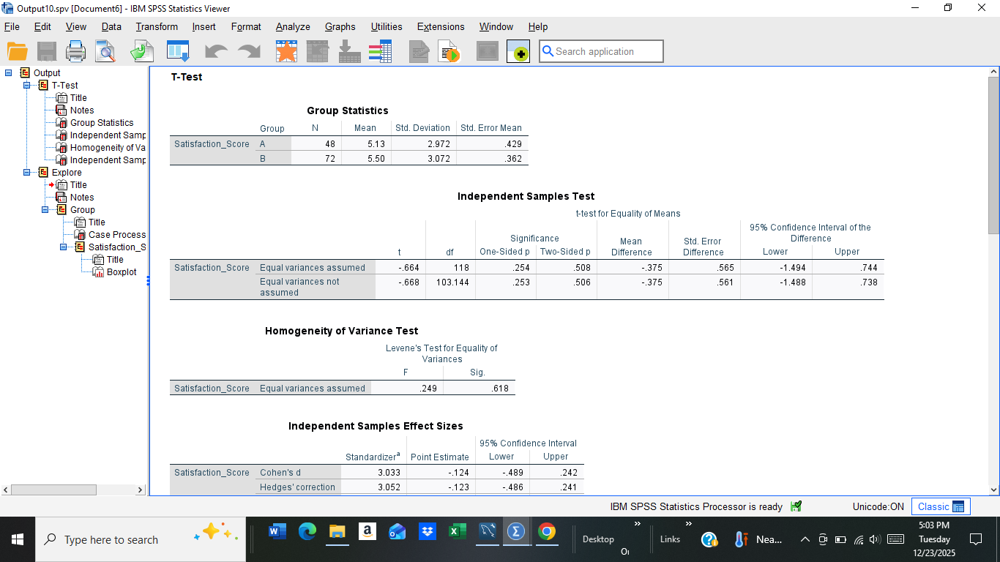 Output10.spv [Document6] - IBM SPSS Statistics Viewer
File Edit View Data Transform Insert Format Analyze Graphs Utilities Extensions Window Help
Search application
Output
T-Test
Title
Notes
Group Statistics
Independent Samp
Homogeneity of Va
Independent Samp
Explore
Title
Notes
Group
Title
Case Process
Satisfaction_S
Title
Boxplot
T-Test
Group Statistics
Group N Mean Std. Deviation Std. Error Mean
Satisfaction_Score A 48 5.13 2.972 .429
B 72 5.50 3.072 .362
Independent Samples Test
t-test for Equality of Means
Significance Mean Difference Std. Error Difference 95% Confidence Interval of the Difference
t df One-Sided p Two-Sided p Lower Upper
Satisfaction_Score Equal variances assumed -.664 118 .254 .508 -.375 .565 -1.494 .744
Equal variances not assumed -.668 103.144 .253 .506 -.375 .561 -1.488 .738
Homogeneity of Variance Test
Levene's Test for Equality of Variances
F Sig.
Satisfaction_Score Equal variances assumed .249 .618
Independent Samples Effect Sizes
95% Confidence Interval
Standardizer^a Point Estimate Lower Upper
Satisfaction_Score Cohen's d 3.033 -.124 -.489 .242
Hedges' correction 3.052 -.123 -.486 .241
IBM SPSS Statistics Processor is ready Unicode:ON Classic
Type here to search
Desktop
Links
Nea...
5:03 PM
Tuesday
12/23/2025